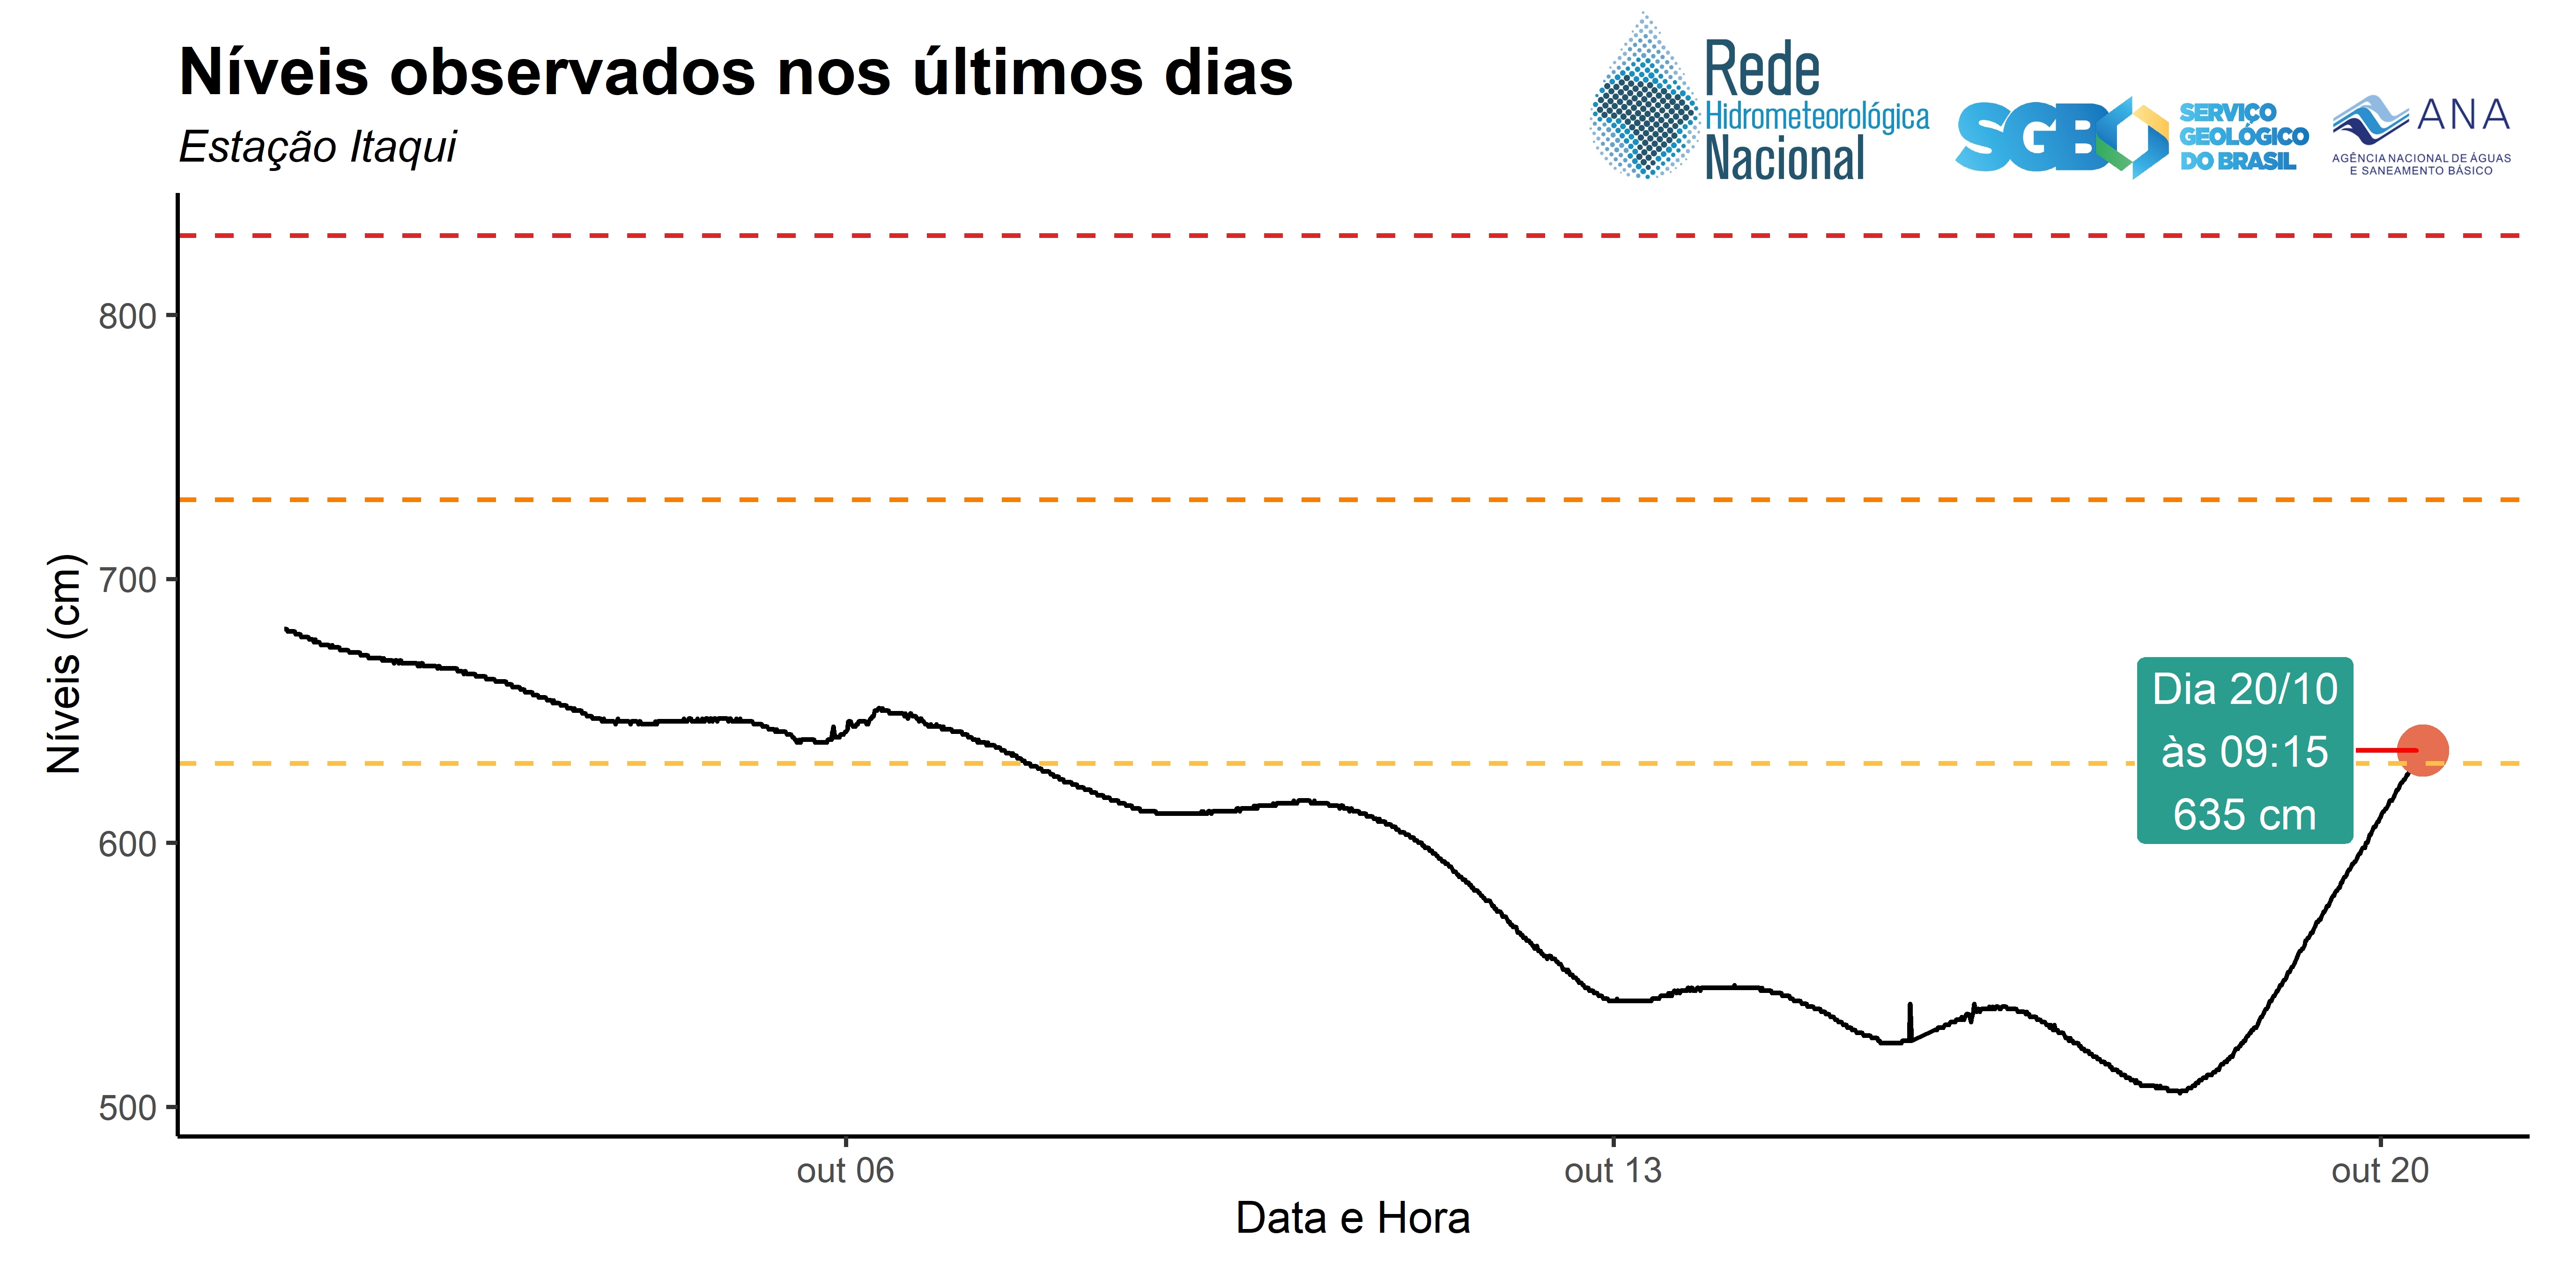 Níveis observados nos últimos dias
Estação Itaqui
Rede
Hidrometeorológica
Nacional
SGB
SERVIÇO
GEOLÓGICO
DO BRASIL
ANA
AGÊNCIA NACIONAL DE ÁGUAS
E SANEAMENTO BÁSICO
Níveis (cm)
800
700
600
500
Dia 20/10
às 09:15
635 cm
out 06
out 13
out 20
Data e Hora